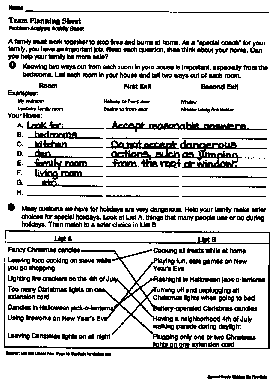 Team Planning Sheet
Problem Analysis Activity Sheet
A family must work together to stop fires and burns at home. As a "special coach" for your
family, you have an important job. Read each question, then think about your home. Can you
help your family be more safe?
Knowing two ways out from each room in your house is important, especially from the
bedrooms. List each room in your house and tell two ways out of each room.
Room First Exit Second Exit
Examples:
My bedroom Hallway to front door Window
Your Home:
A. Look for: Accept reasonable answers.
B. bedrooms
C. kitchen Do not accept dangerous
D. den actions, such as jumping
E. family room from the roof or window.
F. living room
G. etc.
H.
Many customs we have for holidays are very dangerous. Help your family make safer
choices for special holidays. Look at List A, things that many people use or do during
holidays. Then match to a safer choice in List B
List A List B
Fancy Christmas candles Cooking all treats while at home
Leaving food cooking on stove while you go shopping Playing fun, safe games on New Year's Eve
Lighting fire crackers on the 4th of July Flashlight in Halloween jack-o-lanterns
Too many Christmas lights on one extension cord Turning off and unplugging all Christmas lights when going to bed
Candles in Halloween jack-o-lanterns Battery-operated Christmas candles
Using fireworks on New Year's Eve Having a neighborhood 4th of July walking parade during daylight
Leaving Christmas lights on all night Plugging only one or two Christmas lights on one extension cord